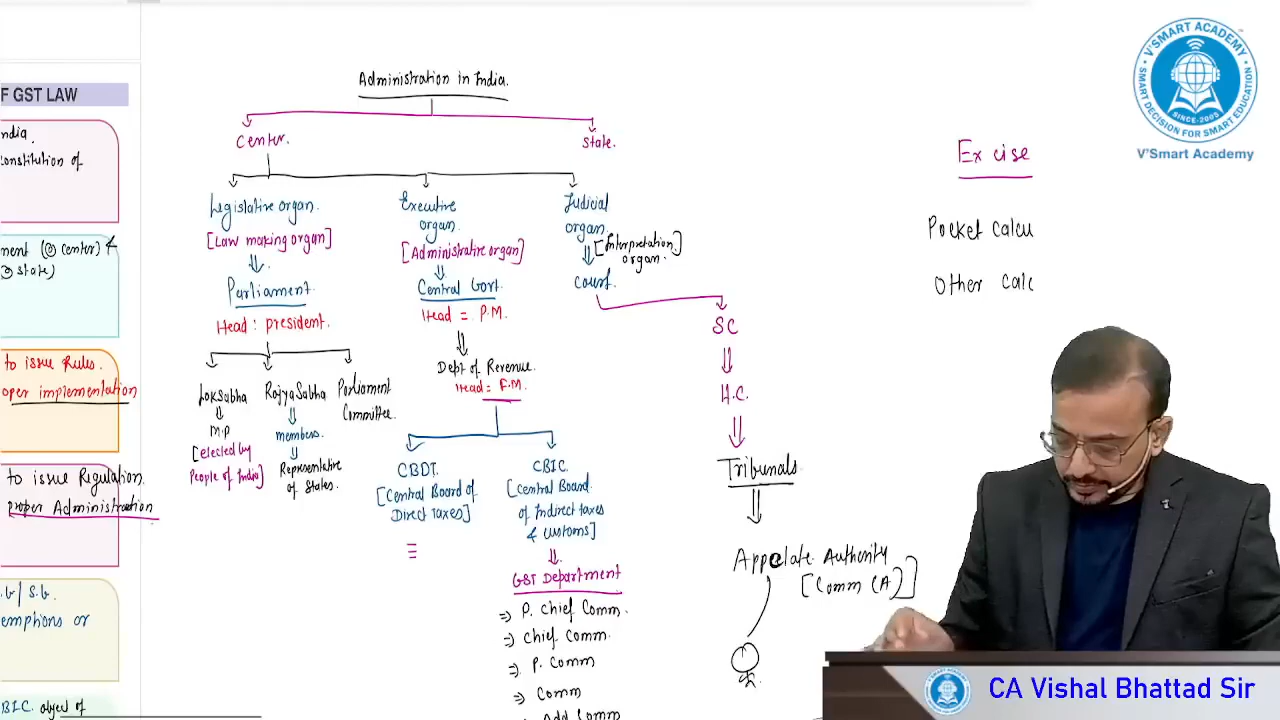 F GST LAW
ndia.
constitution of
ment (@ center) &
@ state)
to issue Rules.
oper implementation
to issue Regulation.
proper Administration
emptions or
BIC. object of
Administration in India.
Center.
State.
Legislative organ.
[Law making organ]
Parliament
Head : president.
LokSabha
M.P
[elected by
People of India]
RajyaSabha
members.
Representative
of States.
Parliament
Committee.
Executive
organ.
[Administrative organ]
Central Govt.
Head = P.M.
Dept of Revenue.
Head = F.M.
CBDT.
[Central Board of
Direct taxes]
CBIC.
[Central Board
of Indirect taxes
& customs]
GST Department
⇒ P. Chief Comm.
⇒ Chief Comm.
⇒ P. Comm
⇒ Comm
Add Comm
Judicial
organ
[Interpretation
organ.]
Court.
SC
H.C.
Tribunals
Appelate Authority
[Comm (A)]
Excise
Pocket calcu
Other calc
V'SMART ACADEMY
SMART DECISION FOR SMART EDUCATION
SINCE-2005
V'Smart Academy
CA Vishal Bhattad Sir